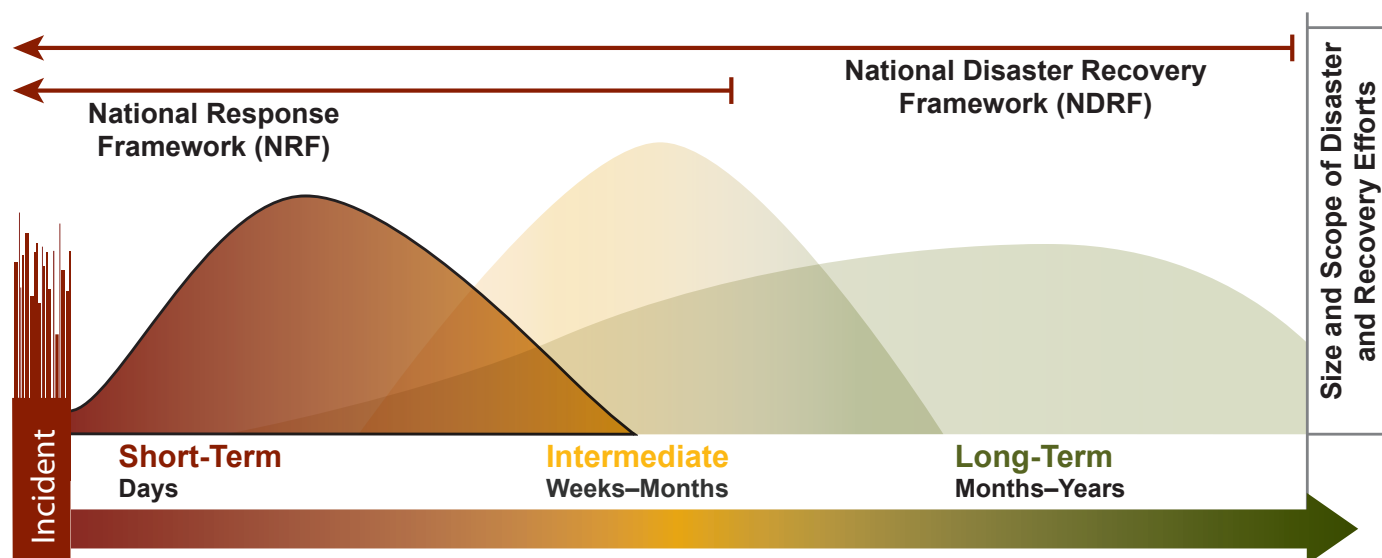 National Disaster Recovery
Framework (NDRF)
National Response
Framework (NRF)
Size and Scope of Disaster
and Recovery Efforts
Incident
Short-Term
Days
Intermediate
Weeks–Months
Long-Term
Months–Years